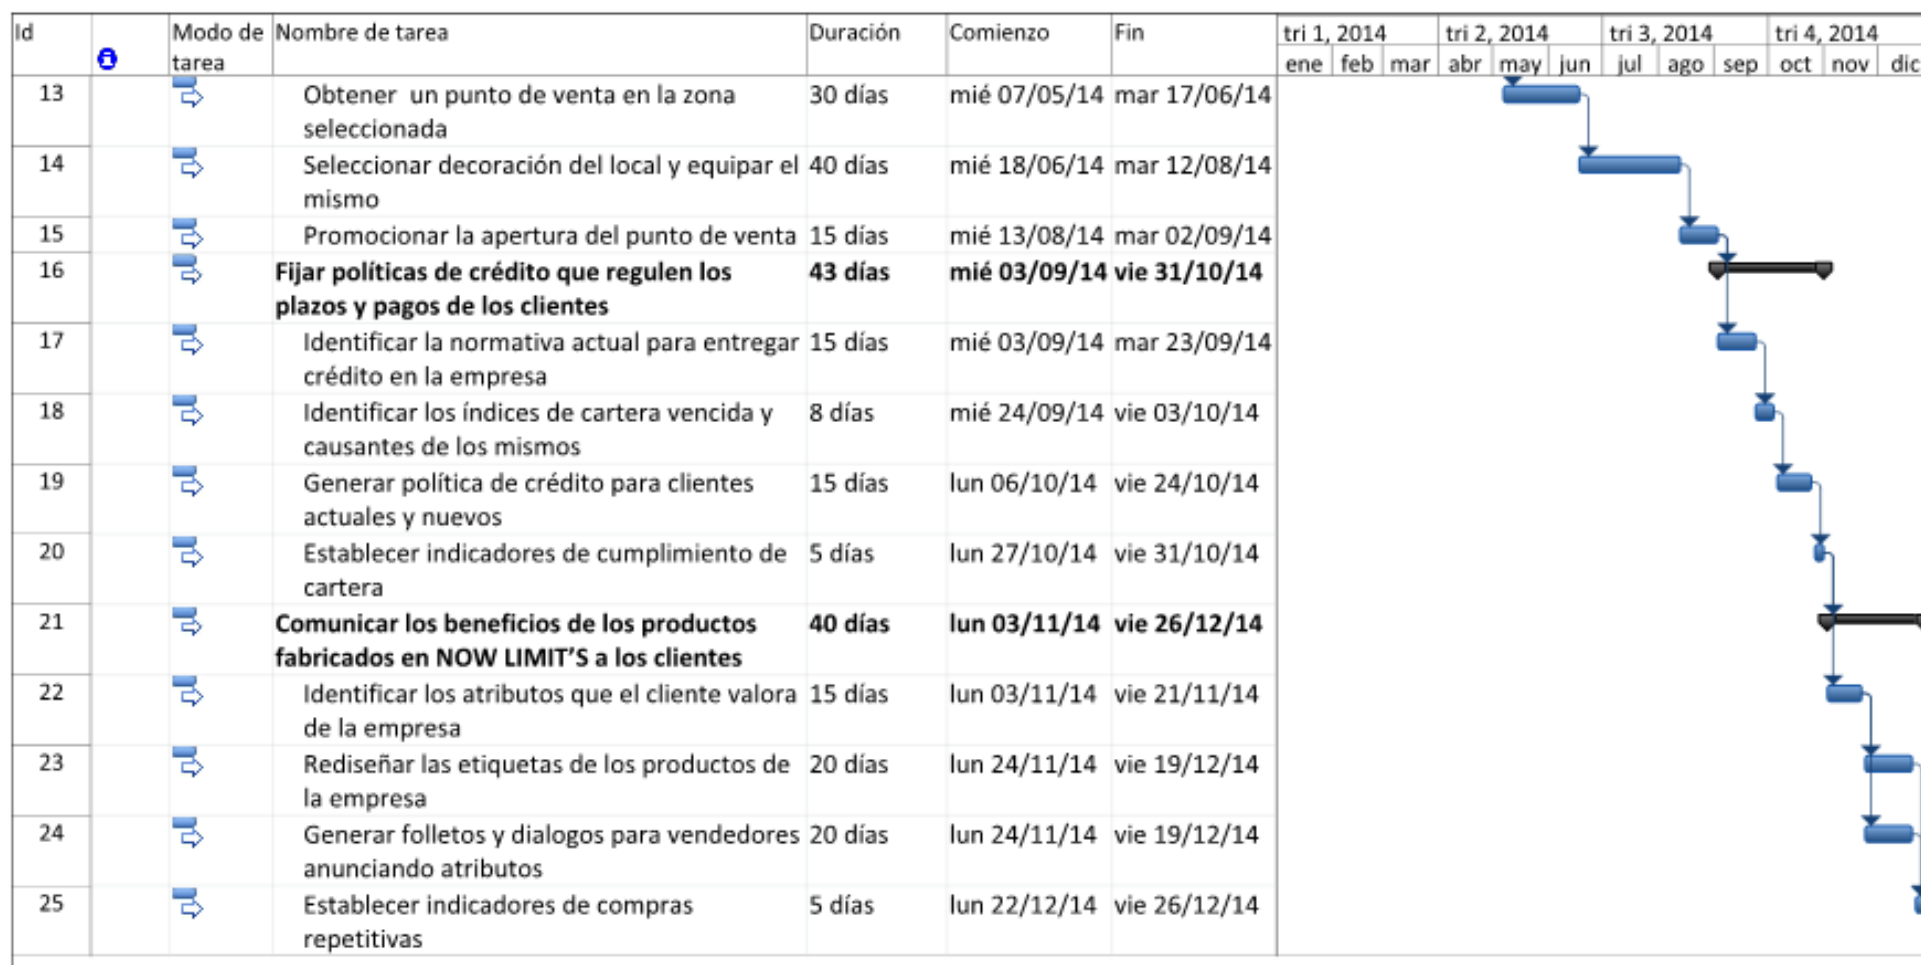 Id Modo de tarea Nombre de tarea Duración Comienzo Fin tri 1, 2014 tri 2, 2014 tri 3, 2014 tri 4, 2014
ene feb mar abr may jun jul ago sep oct nov dic
13 Obtener un punto de venta en la zona 30 días mié 07/05/14 mar 17/06/14
seleccionada
14 Seleccionar decoración del local y equipar el 40 días mié 18/06/14 mar 12/08/14
mismo
15 Promocionar la apertura del punto de venta 15 días mié 13/08/14 mar 02/09/14
16 Fijar políticas de crédito que regulen los 43 días mié 03/09/14 vie 31/10/14
plazos y pagos de los clientes
17 Identificar la normativa actual para entregar 15 días mié 03/09/14 mar 23/09/14
crédito en la empresa
18 Identificar los índices de cartera vencida y 8 días mié 24/09/14 vie 03/10/14
causantes de los mismos
19 Generar política de crédito para clientes 15 días lun 06/10/14 vie 24/10/14
actuales y nuevos
20 Establecer indicadores de cumplimiento de 5 días lun 27/10/14 vie 31/10/14
cartera
21 Comunicar los beneficios de los productos 40 días lun 03/11/14 vie 26/12/14
fabricados en NOW LIMIT’S a los clientes
22 Identificar los atributos que el cliente valora 15 días lun 03/11/14 vie 21/11/14
de la empresa
23 Rediseñar las etiquetas de los productos de 20 días lun 24/11/14 vie 19/12/14
la empresa
24 Generar folletos y dialogos para vendedores 20 días lun 24/11/14 vie 19/12/14
anunciando atributos
25 Establecer indicadores de compras 5 días lun 22/12/14 vie 26/12/14
repetitivas